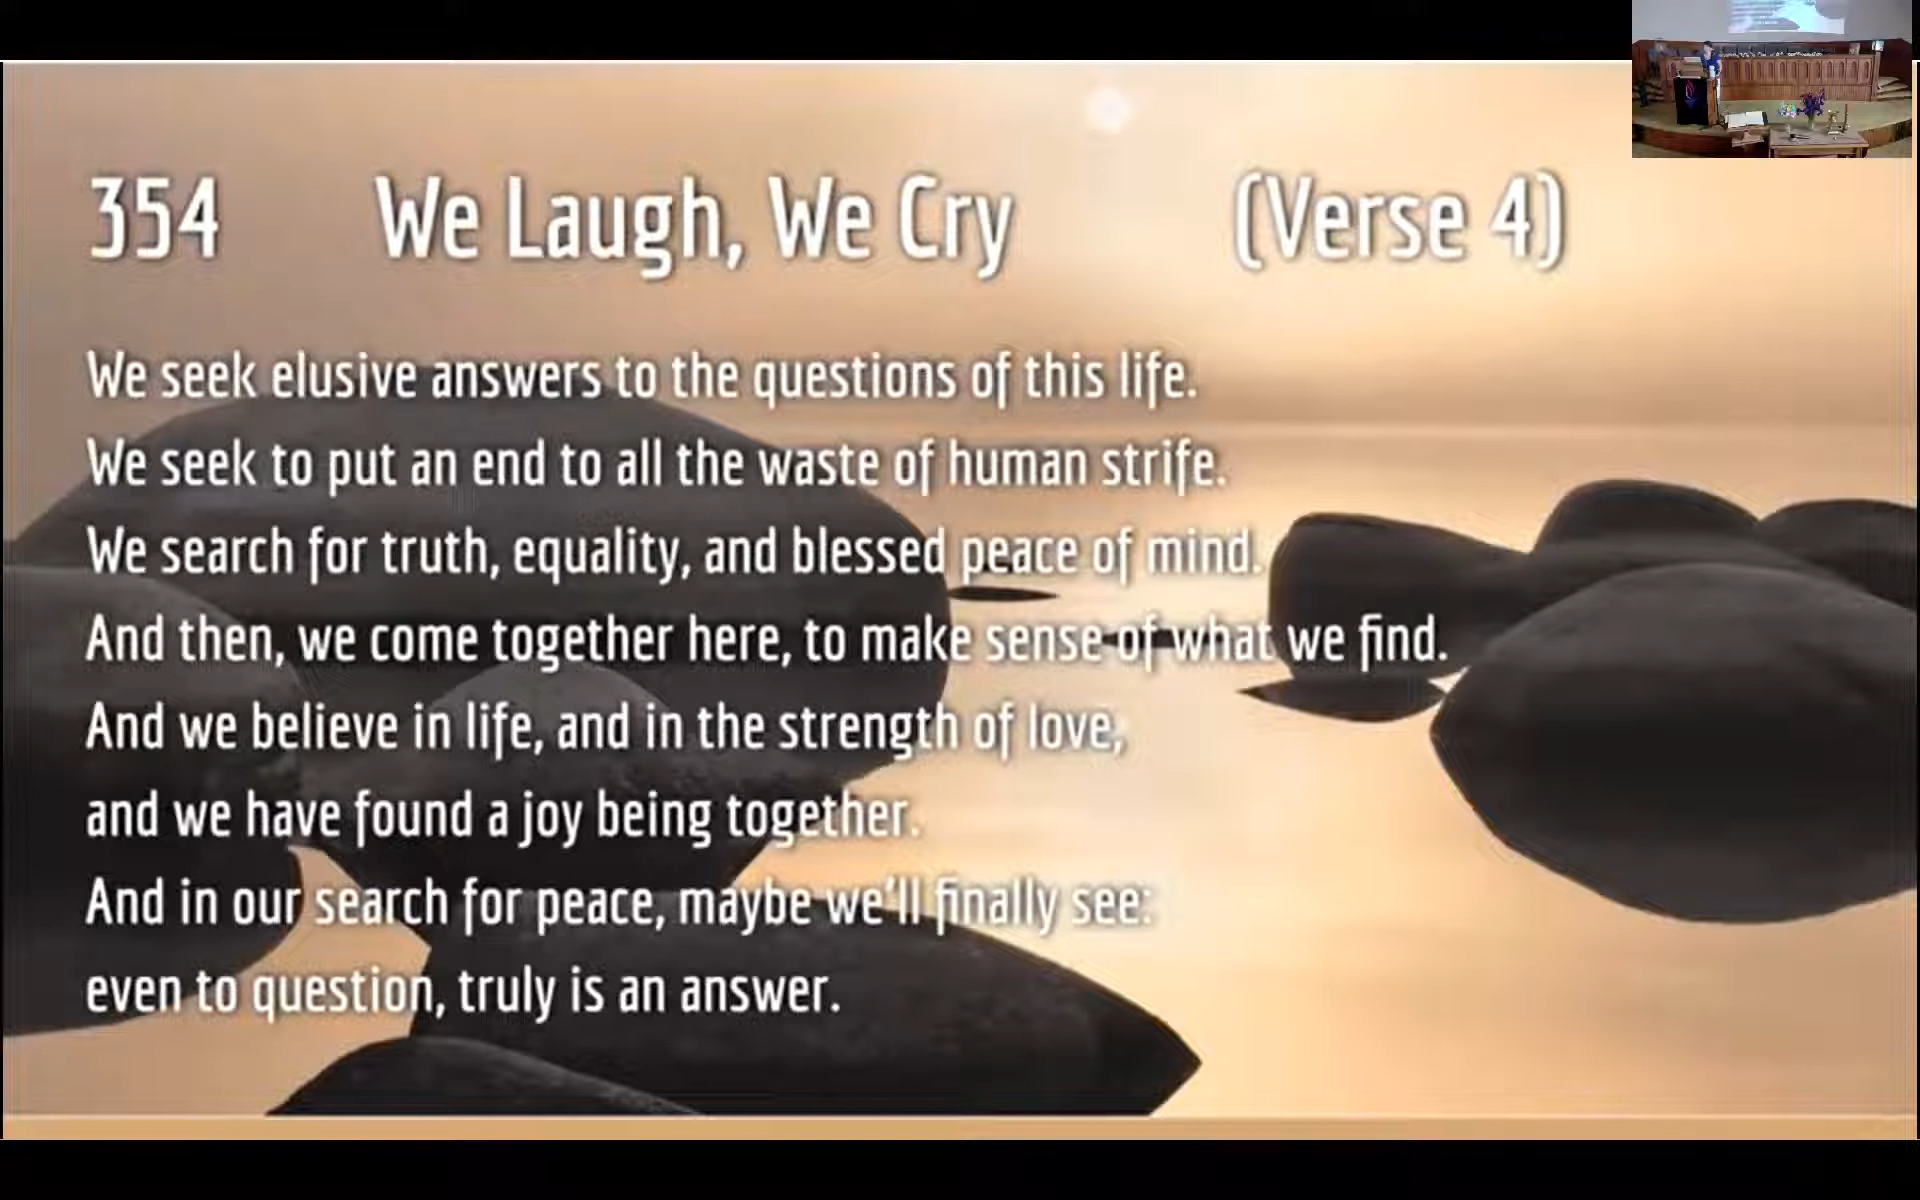 354 We Laugh, We Cry (Verse 4)
We seek elusive answers to the questions of this life.
We seek to put an end to all the waste of human strife.
We search for truth, equality, and blessed peace of mind.
And then, we come together here, to make sense of what we find.
And we believe in life, and in the strength of love,
and we have found a joy being together.
And in our search for peace, maybe we'll finally see:
even to question, truly is an answer.